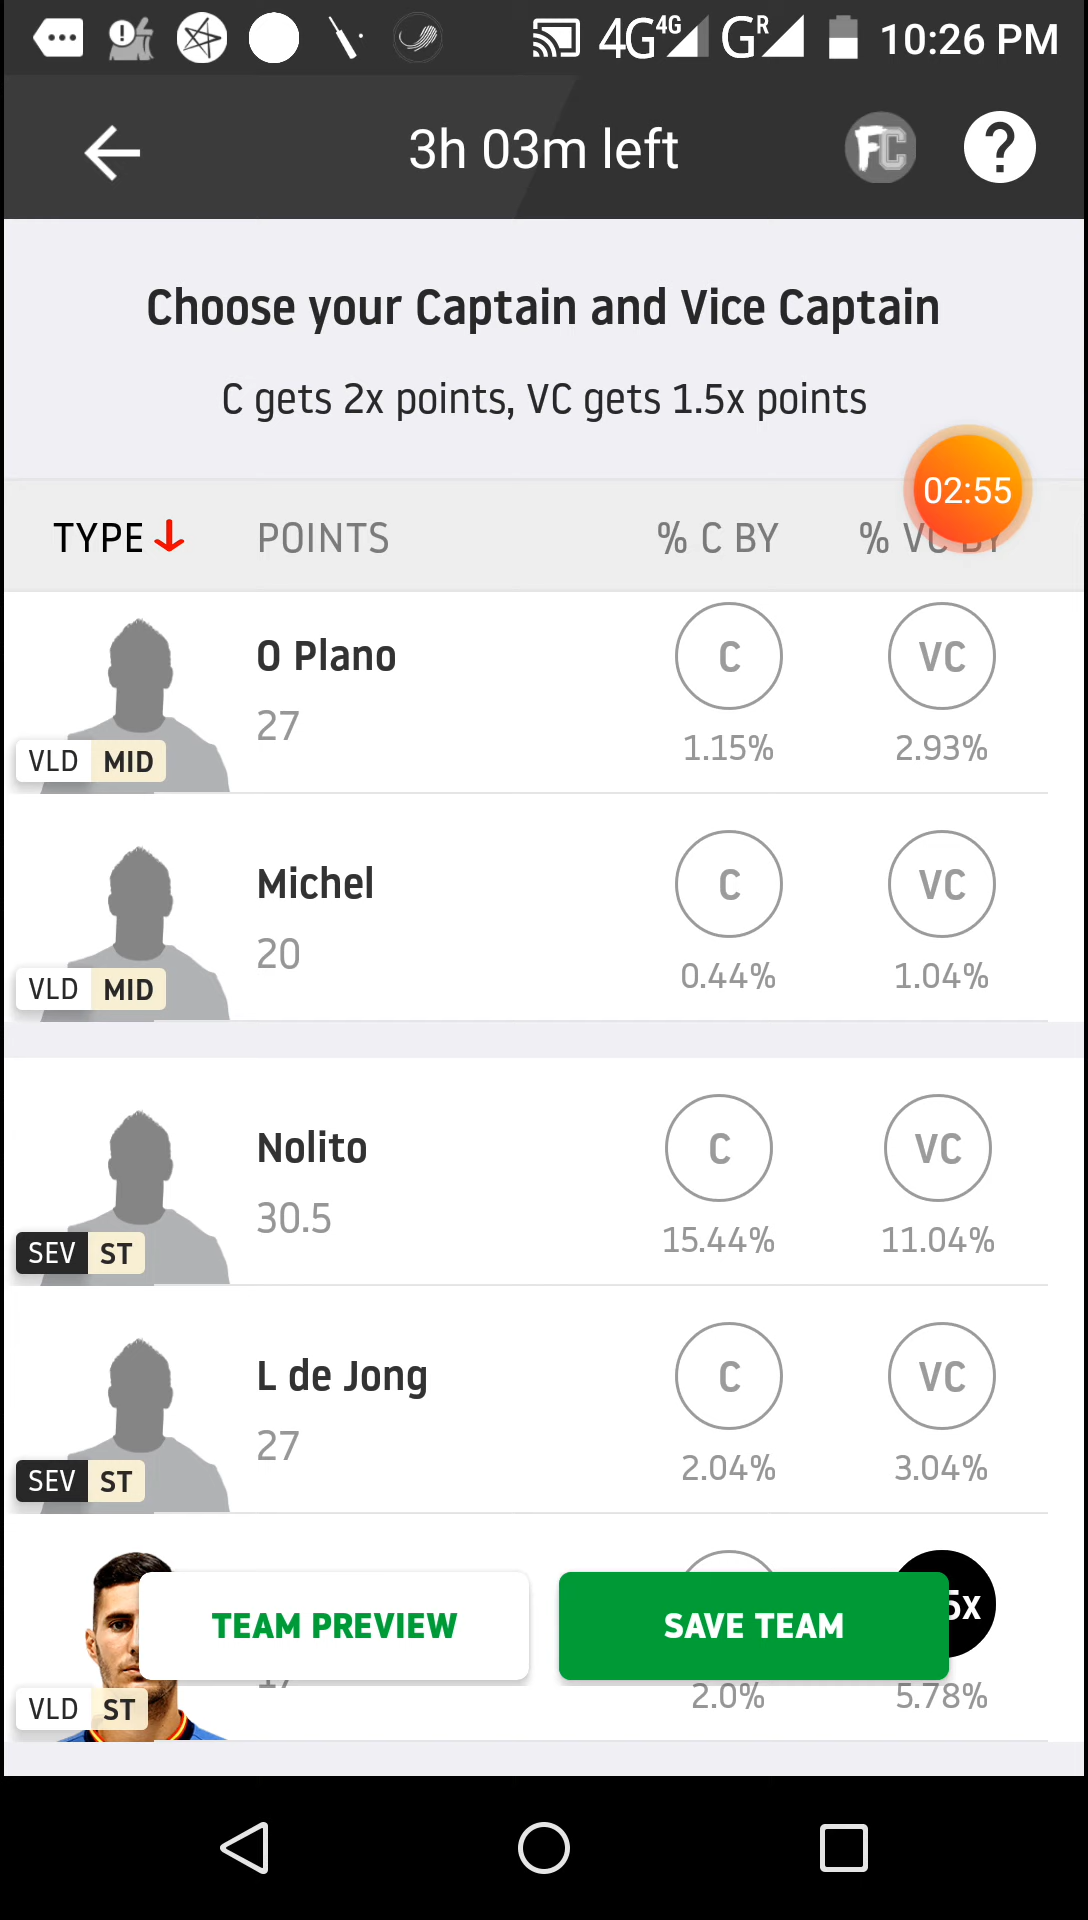 4G 4G G R 10:26 PM
3h 03m left
FC ?
Choose your Captain and Vice Captain
C gets 2x points, VC gets 1.5x points
02:55
TYPE POINTS % C BY % VC BY
O Plano C VC
27
1.15% 2.93%
VLD MID
Michel C VC
20
0.44% 1.04%
VLD MID
Nolito C VC
30.5
15.44% 11.04%
SEV ST
L de Jong C VC
27
2.04% 3.04%
SEV ST
5x
TEAM PREVIEW SAVE TEAM
2.0% 5.78%
VLD ST